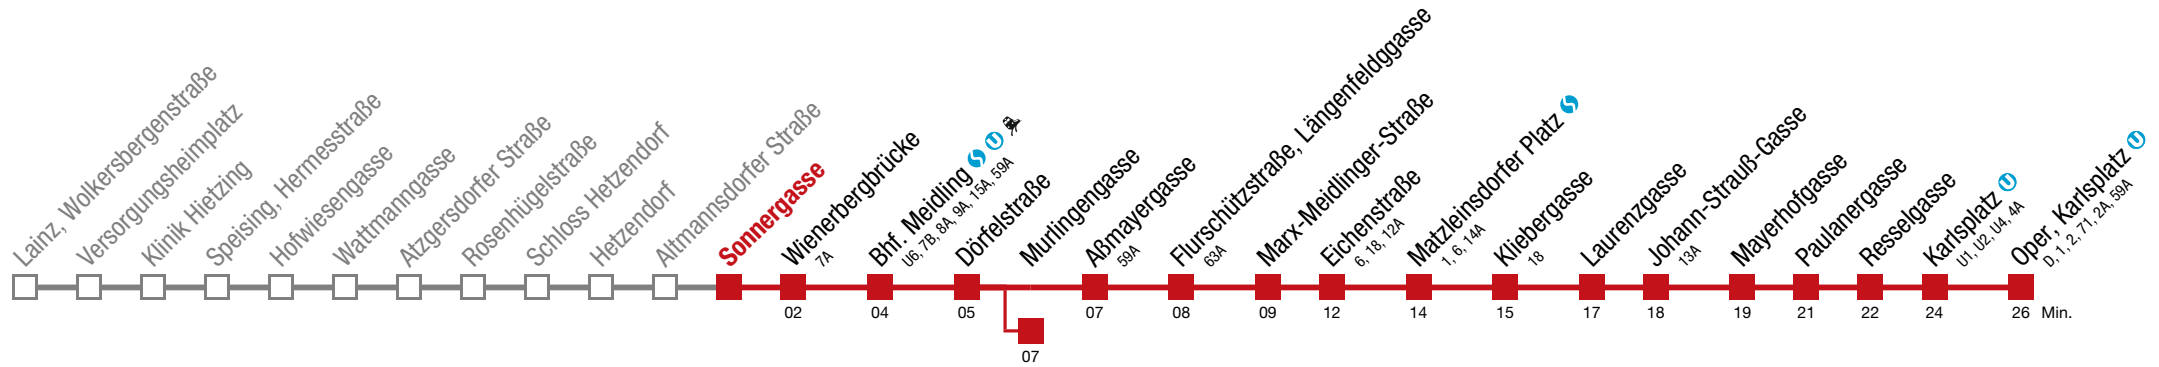 Lainz, Wolkersbergenstraße
Versorgungsheimplatz
Klinik Hietzing
Speising, Hermesstraße
Hofwiesengasse
Wattmanngasse
Atzgersdorfer Straße
Rosenhügelstraße
Schloss Hetzendorf
Hetzendorf
Altmannsdorfer Straße
Sonnergasse
Wienerbergbrücke
7A
Bhf. Meidling
U6, 7B, 8A, 9A, 15A, 59A
Dörfelstraße
Murlingengasse
Aßmayergasse
59A
Flurschützstraße, Längenfeldggasse
63A
Marx-Meidlinger-Straße
Eichenstraße
6, 18, 12A
Matzleinsdorfer Platz
1, 6, 14A
Kliebergasse
18
Laurenzgasse
Johann-Strauß-Gasse
13A
Mayerhofgasse
Paulanergasse
Resselgasse
Karlsplatz U
U1, U2, U4, 4A
Oper, Karlsplatz U
D, 1, 2, 71, 2A, 59A
02 04 05 07 08 09 12 14 15 17 18 19 21 22 24 26 Min.
07